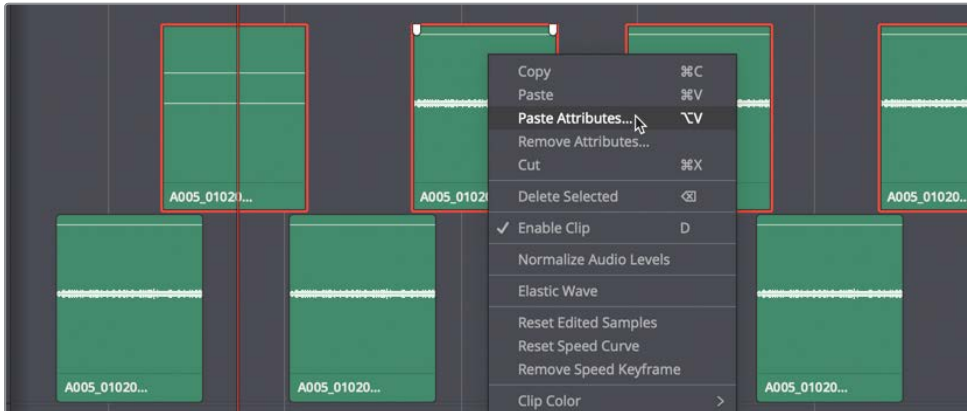 Copy ⌘C
Paste ⌘V
Paste Attributes... ⌥V
Remove Attributes...
Cut ⌘X
Delete Selected ⌫
✓ Enable Clip D
Normalize Audio Levels
Elastic Wave
Reset Edited Samples
Reset Speed Curve
Remove Speed Keyframe
Clip Color >
A005_01020...
A005_0102
A005_01020..
A005_01020...
A005_01020...
A005_01020...